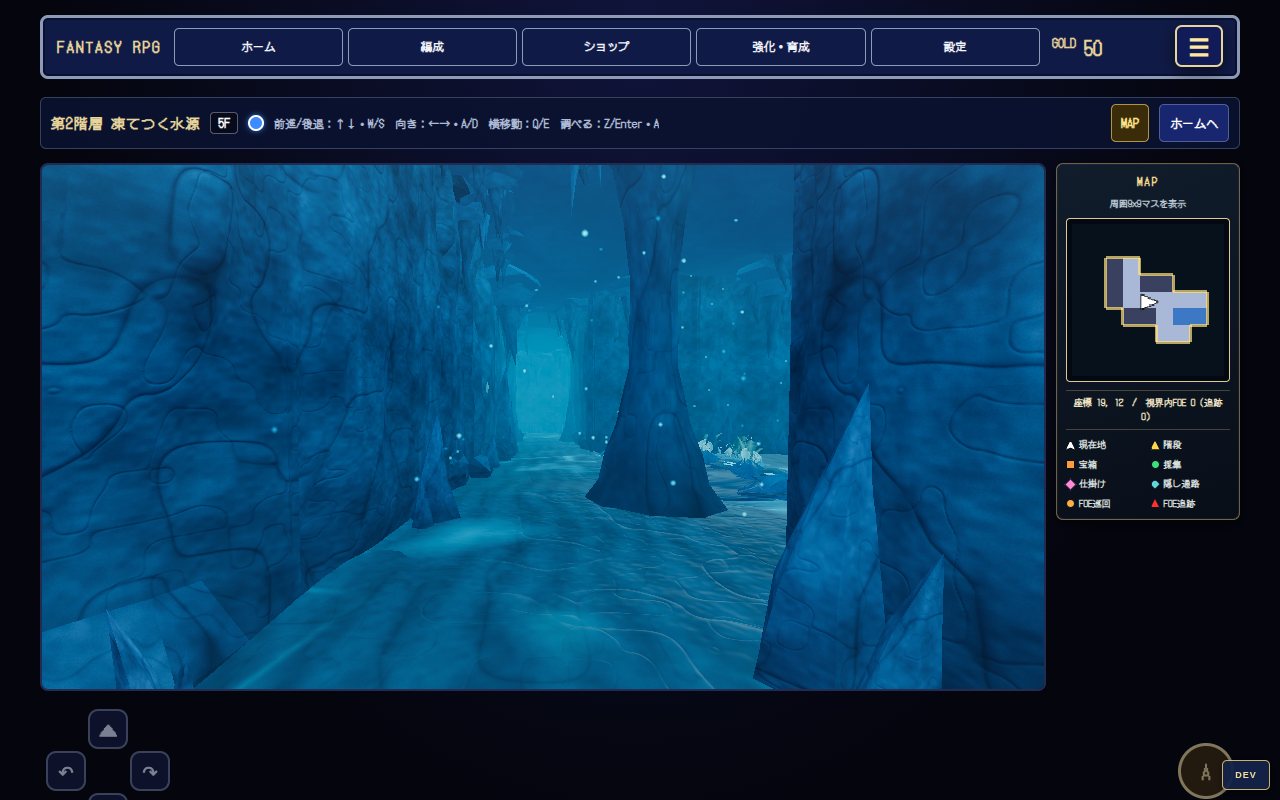 FANTASY RPG ホーム 編成 ショップ 強化・育成 設定 GOLD 50
第2階層 凍てつく水源 5F 前進/後退：↑↓・W/S 向き：←→・A/D 横移動：Q/E 調べる：Z/Enter・A MAP ホームへ
MAP
周囲9x9マスを表示
座標 19, 12 / 視界内FOE 0 (追跡
0)
現在地 階段
宝箱 採集
仕掛け 隠し通路
FOE巡回 FOE追跡
A DEV